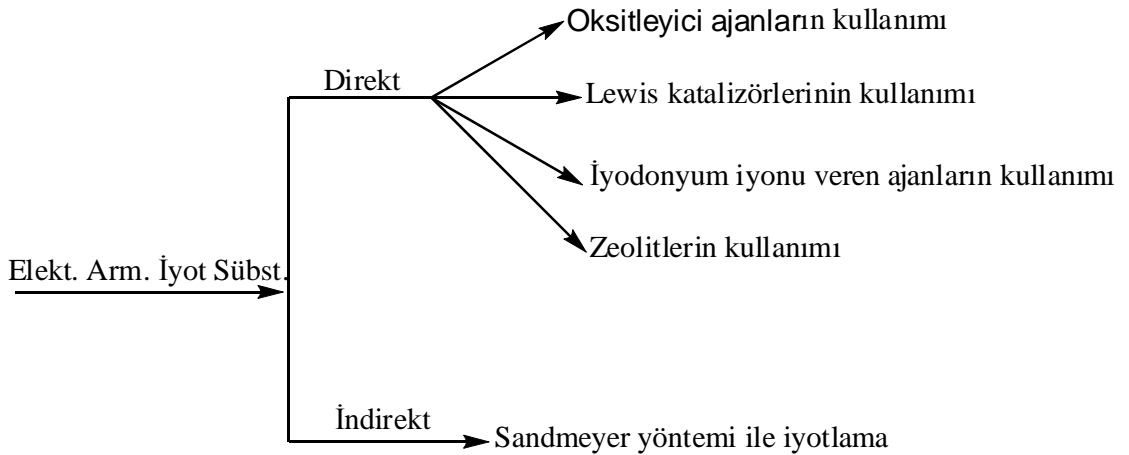 Oksitleyici ajanların kullanımı
Direkt
Lewis katalizörlerinin kullanımı
İyodonyum iyonu veren ajanların kullanımı
Zeolitlerin kullanımı
Elekt. Arm. İyot Sübst.
İndirekt
Sandmeyer yöntemi ile iyotlama